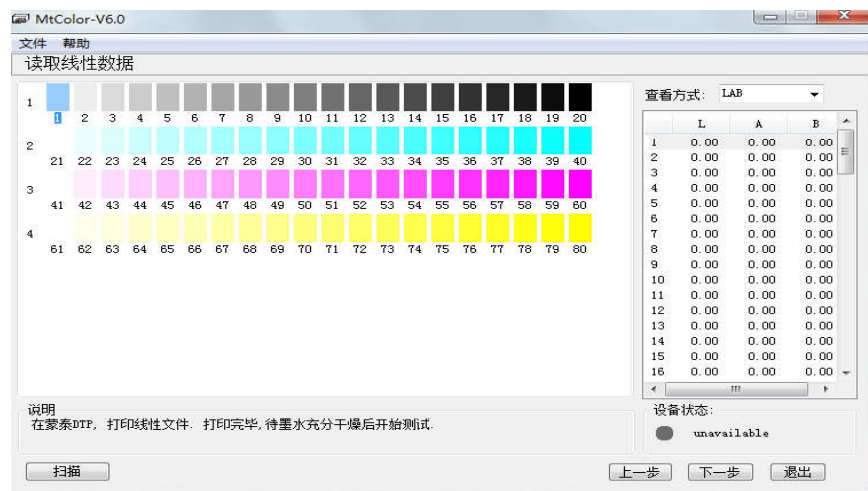 MtColor-V6.0
文件 帮助
读取线性数据
1
1 2 3 4 5 6 7 8 9 10 11 12 13 14 15 16 17 18 19 20
2
21 22 23 24 25 26 27 28 29 30 31 32 33 34 35 36 37 38 39 40
3
41 42 43 44 45 46 47 48 49 50 51 52 53 54 55 56 57 58 59 60
4
61 62 63 64 65 66 67 68 69 70 71 72 73 74 75 76 77 78 79 80
查看方式: LAB
L A B
1 0.00 0.00 0.00
2 0.00 0.00 0.00
3 0.00 0.00 0.00
4 0.00 0.00 0.00
5 0.00 0.00 0.00
6 0.00 0.00 0.00
7 0.00 0.00 0.00
8 0.00 0.00 0.00
9 0.00 0.00 0.00
10 0.00 0.00 0.00
11 0.00 0.00 0.00
12 0.00 0.00 0.00
13 0.00 0.00 0.00
14 0.00 0.00 0.00
15 0.00 0.00 0.00
16 0.00 0.00 0.00
说明
在蒙泰DTP, 打印线性文件. 打印完毕, 待墨水充分干燥后开始测试.
设备状态:
unavailable
扫描 上一步 下一步 退出